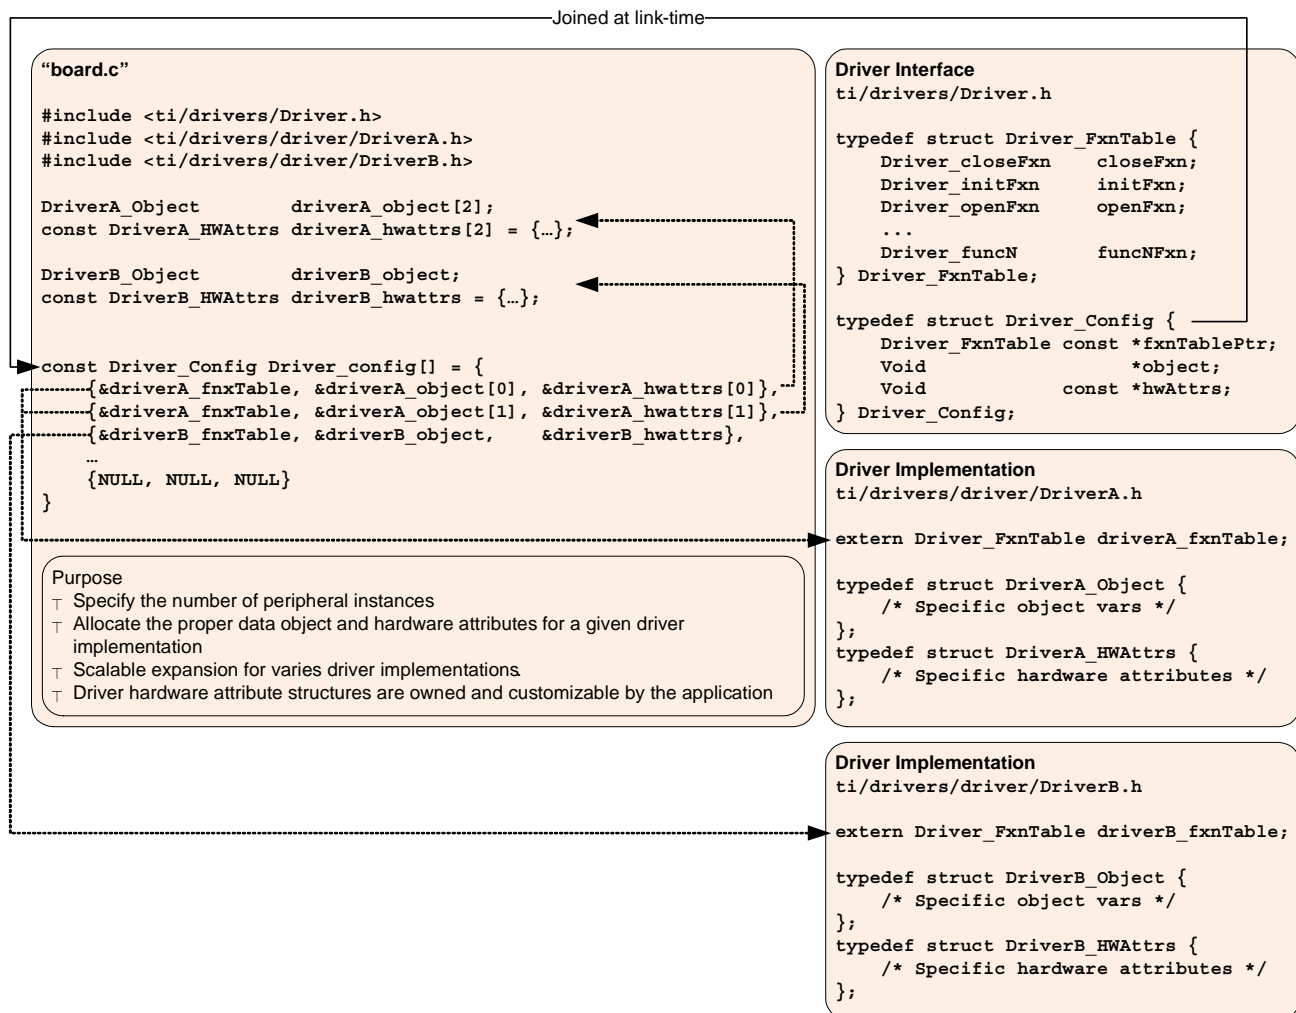 Joined at link-time
“board.c”
#include <ti/drivers/Driver.h>
#include <ti/drivers/driver/DriverA.h>
#include <ti/drivers/driver/DriverB.h>
DriverA_Object driverA_object[2];
const DriverA_HWAttrs driverA_hwattrs[2] = {…};
DriverB_Object driverB_object;
const DriverB_HWAttrs driverB_hwattrs = {…};
const Driver_Config Driver_config[] = {
{&driverA_fnxTable, &driverA_object[0], &driverA_hwattrs[0]},
{&driverA_fnxTable, &driverA_object[1], &driverA_hwattrs[1]},
{&driverB_fnxTable, &driverB_object, &driverB_hwattrs},
…
{NULL, NULL, NULL}
}
Purpose
┬ Specify the number of peripheral instances
┬ Allocate the proper data object and hardware attributes for a given driver
implementation
┬ Scalable expansion for varies driver implementations.
┬ Driver hardware attribute structures are owned and customizable by the application
Driver Interface
ti/drivers/Driver.h
typedef struct Driver_FxnTable {
Driver_closeFxn closeFxn;
Driver_initFxn initFxn;
Driver_openFxn openFxn;
...
Driver_funcN funcNFxn;
} Driver_FxnTable;
typedef struct Driver_Config {
Driver_FxnTable const *fxnTablePtr;
Void *object;
Void const *hwAttrs;
} Driver_Config;
Driver Implementation
ti/drivers/driver/DriverA.h
extern Driver_FxnTable driverA_fxnTable;
typedef struct DriverA_Object {
/* Specific object vars */
};
typedef struct DriverA_HWAttrs {
/* Specific hardware attributes */
};
Driver Implementation
ti/drivers/driver/DriverB.h
extern Driver_FxnTable driverB_fxnTable;
typedef struct DriverB_Object {
/* Specific object vars */
};
typedef struct DriverB_HWAttrs {
/* Specific hardware attributes */
};